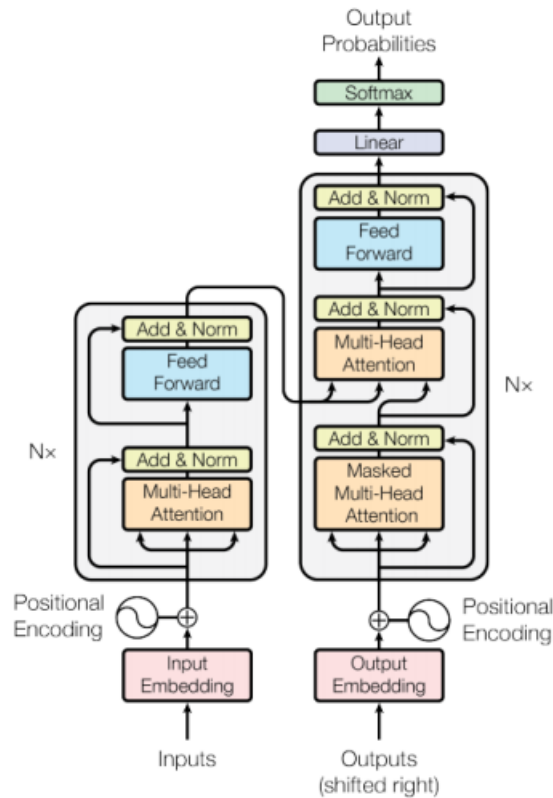 Output
Probabilities
Softmax
Linear
Add & Norm
Feed
Forward
Add & Norm
Multi-Head
Attention
Nx
Add & Norm
Masked
Multi-Head
Attention
Positional
Encoding
Output
Embedding
Outputs
(shifted right)
Add & Norm
Feed
Forward
Nx
Add & Norm
Multi-Head
Attention
Positional
Encoding
Input
Embedding
Inputs